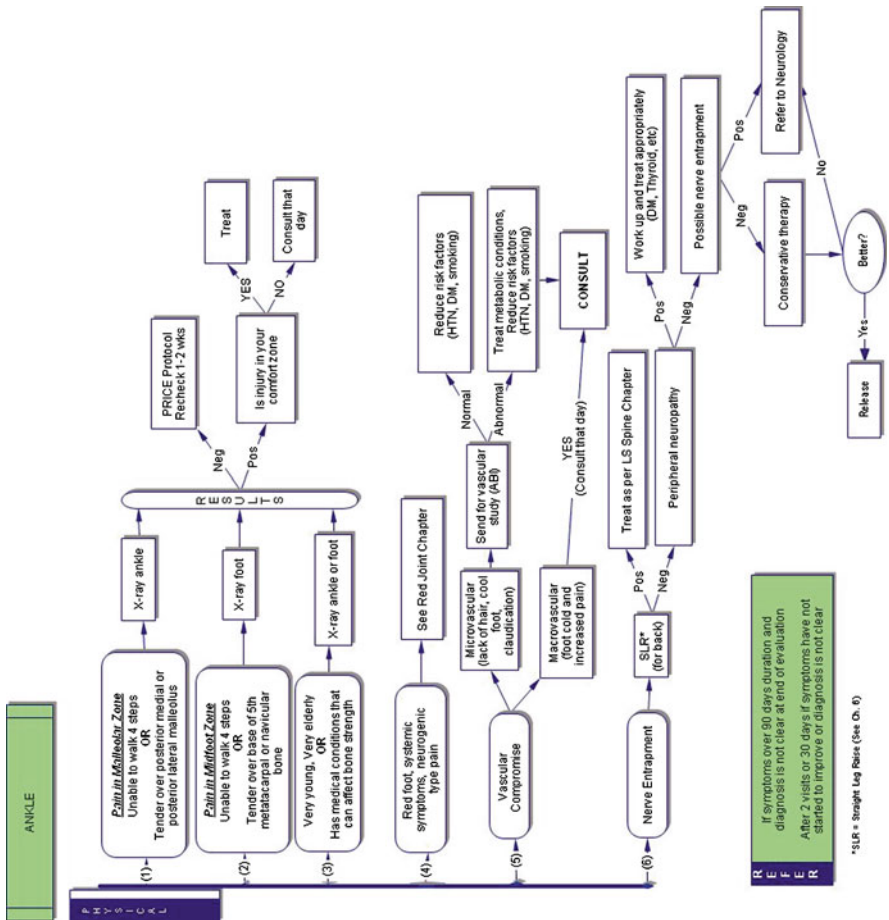 ANKLE
PHYSICAL
(1)
Pain in Malleolar Zone
Unable to walk 4 steps
OR
Tender over posterior medial or
posterior lateral malleolus
X-ray ankle
(2)
Pain in Midfoot Zone
Unable to walk 4 steps
OR
Tender over base of 5th
metatacarpal or navicular
bone
X-ray foot
(3)
Very young, Very elderly
OR
Has medical conditions that
can affect bone strength
X-ray ankle or foot
RESULTS
Neg
PRICE Protocol
Recheck 1-2 wks
Pos
Is injury in your
comfort zone
YES
Treat
NO
Consult that
day
(4)
Red foot, systemic
symptoms, neurogenic
type pain
See Red Joint Chapter
(5)
Vascular
Compromise
Microvascular
(lack of hair, cool
foot,
claudication)
Send for vascular
study (ABI)
Normal
Reduce risk factors
(HTN, DM, smoking)
Abnormal
Treat metabolic conditions,
Reduce risk factors
(HTN, DM, smoking)
Macrovascular
(foot cold and
increased pain)
YES
(Consult that day)
CONSULT
(6)
Nerve Entrapment
SLR*
(for back)
Pos
Treat as per LS Spine Chapter
Neg
Peripheral neuropathy
Pos
Work up and treat appropriately
(DM, Thyroid, etc)
Neg
Possible nerve entrapment
Pos
Refer to Neurology
Neg
Conservative therapy
Better?
No
Yes
Release
REFER
If symptoms over 90 days duration and
diagnosis is not clear at end of evaluation
After 2 visits or 30 days if symptoms have not
started to improve or diagnosis is not clear
*SLR = Straight Leg Raise (See Ch. 6)